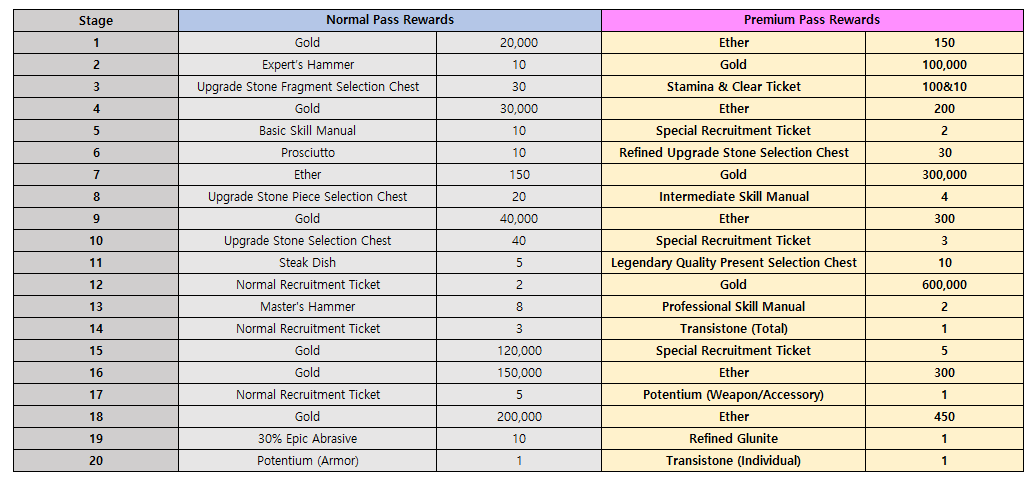 Stage Normal Pass Rewards Premium Pass Rewards
1 Gold 20,000 Ether 150
2 Expert's Hammer 10 Gold 100,000
3 Upgrade Stone Fragment Selection Chest 30 Stamina & Clear Ticket 100&10
4 Gold 30,000 Ether 200
5 Basic Skill Manual 10 Special Recruitment Ticket 2
6 Prosciutto 10 Refined Upgrade Stone Selection Chest 30
7 Ether 150 Gold 300,000
8 Upgrade Stone Piece Selection Chest 20 Intermediate Skill Manual 4
9 Gold 40,000 Ether 300
10 Upgrade Stone Selection Chest 40 Special Recruitment Ticket 3
11 Steak Dish 5 Legendary Quality Present Selection Chest 10
12 Normal Recruitment Ticket 2 Gold 600,000
13 Master's Hammer 8 Professional Skill Manual 2
14 Normal Recruitment Ticket 3 Transistone (Total) 1
15 Gold 120,000 Special Recruitment Ticket 5
16 Gold 150,000 Ether 300
17 Normal Recruitment Ticket 5 Potentium (Weapon/Accessory) 1
18 Gold 200,000 Ether 450
19 30% Epic Abrasive 10 Refined Glunite 1
20 Potentium (Armor) 1 Transistone (Individual) 1